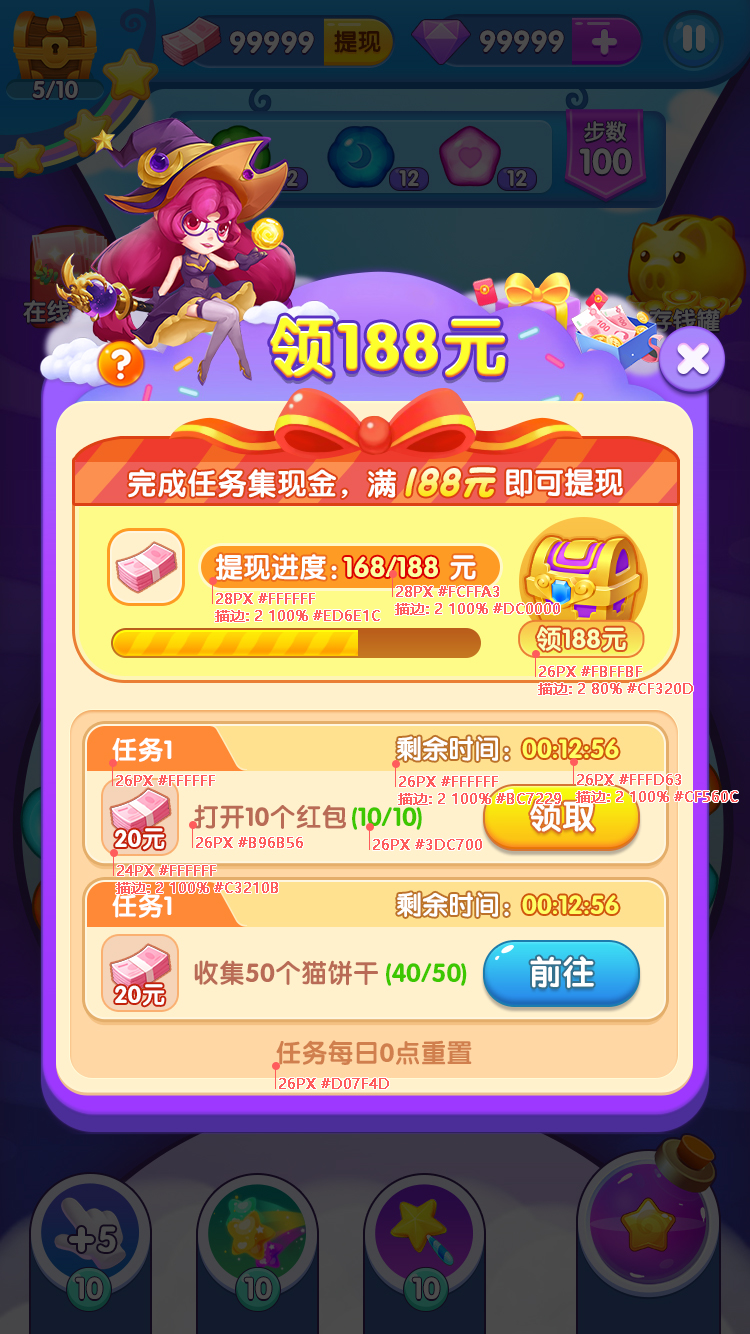 5/10
99999
提现
99999
+
2
12
12
步数
100
在线
存钱罐
领188元
?
完成任务集现金，满188元即可提现
提现进度：168/188 元
28PX #FFFFFF
描边: 2 100% #ED6E1C
28PX #FCFFA3
描边: 2 100% #DC0000
领188元
26PX #FBFFBF
描边: 2 80% #CF320D
任务1
26PX #FFFFFF
剩余时间：00:12:56
26PX #FFFFFF
描边: 2 100% #BC7229
26PX #FFFD63
描边: 2 100% #CF560C
20元
打开10个红包(10/10)
26PX #B96B56
26PX #3DC700
领取
24PX #FFFFFF
描边: 2 100% #C3210B
任务1
剩余时间：00:12:56
20元
收集50个猫饼干(40/50)
前往
任务每日0点重置
26PX #D07F4D
+5
10
10
10